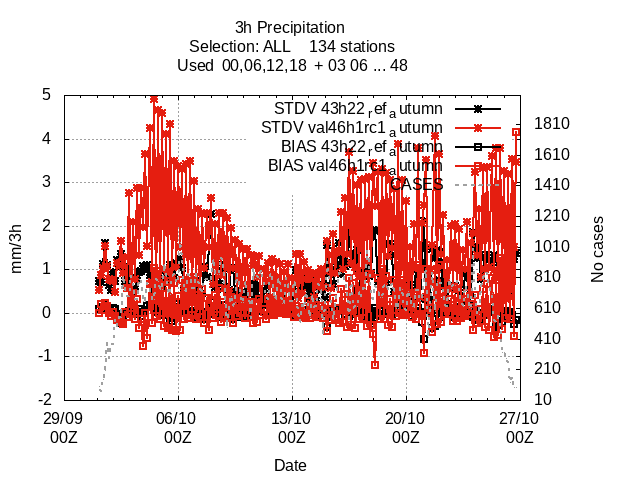 3h Precipitation
Selection: ALL 134 stations
Used 00,06,12,18 + 03 06 ... 48
STDV 43h22_ref_autumn
STDV val46h1rc1_autumn
BIAS 43h22_ref_autumn
BIAS val46h1rc1_autumn
CASES
5
4
3
2
1
0
-1
-2
mm/3h
1810
1610
1410
1210
1010
810
610
410
210
10
No cases
29/09 06/10 13/10 20/10 27/10
00Z 00Z 00Z 00Z 00Z
Date